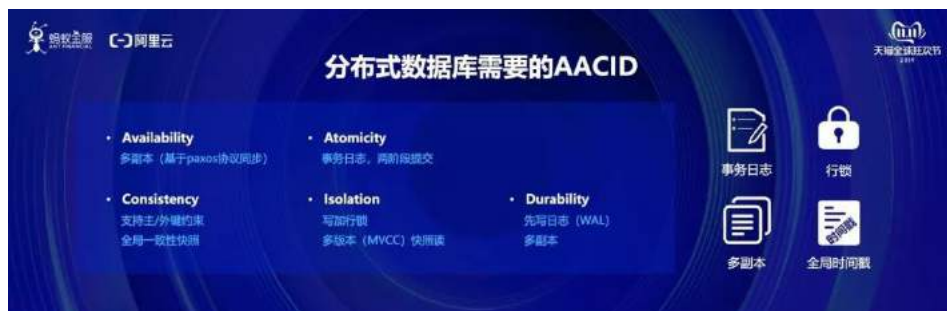 蚂蚁金服
ANT FINANCIAL
阿里云
天猫全球狂欢节
分布式数据库需要的AACID
• Availability
多副本（基于paxos协议同步）
• Atomicity
事务日志，两阶段提交
• Consistency
支持主/外键约束
全局一致性快照
• Isolation
写加行锁
多版本（MVCC）快照读
• Durability
先写日志（WAL）
多副本
事务日志
行锁
多副本
时间戳
全局时间戳